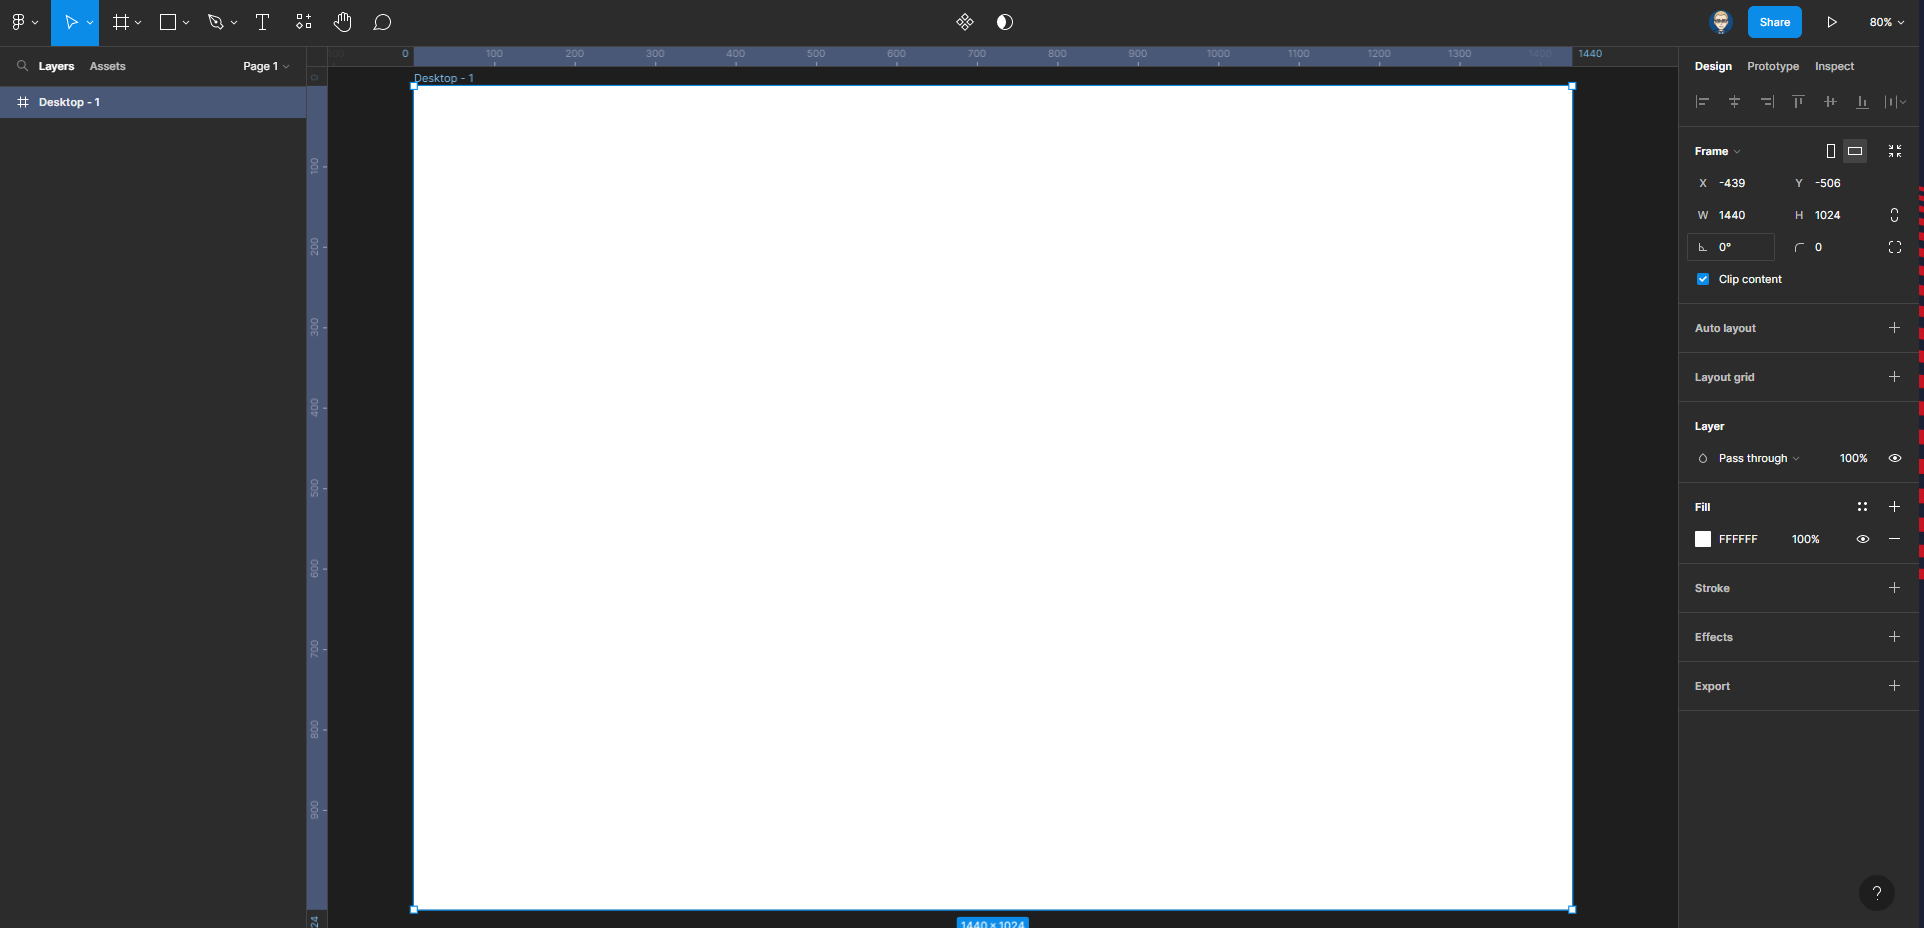 Share
80%
Layers
Assets
Page 1
Desktop - 1
0
100
200
300
400
500
600
700
800
900
1000
1100
1200
1300
1400
1440
Desktop - 1
0
100
200
300
400
500
600
700
800
900
24
1440 × 1024
Design
Prototype
Inspect
Frame
X -439
Y -506
W 1440
H 1024
0°
0
Clip content
Auto layout
Layout grid
Layer
Pass through
100%
Fill
FFFFFF
100%
Stroke
Effects
Export
?